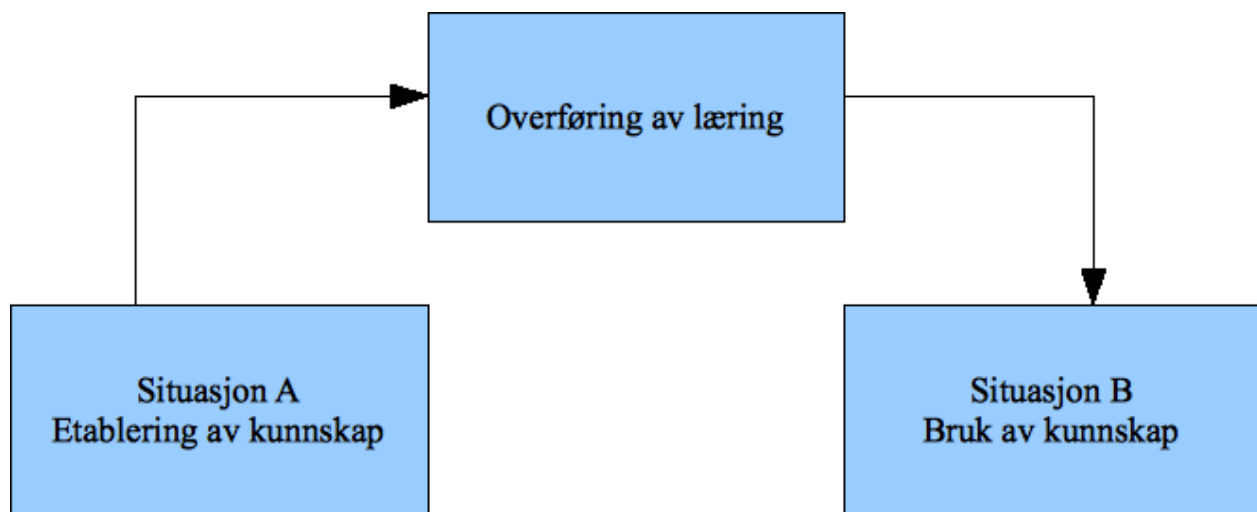 Overføring av læring
Situasjon A
Etablering av kunnskap
Situasjon B
Bruk av kunnskap